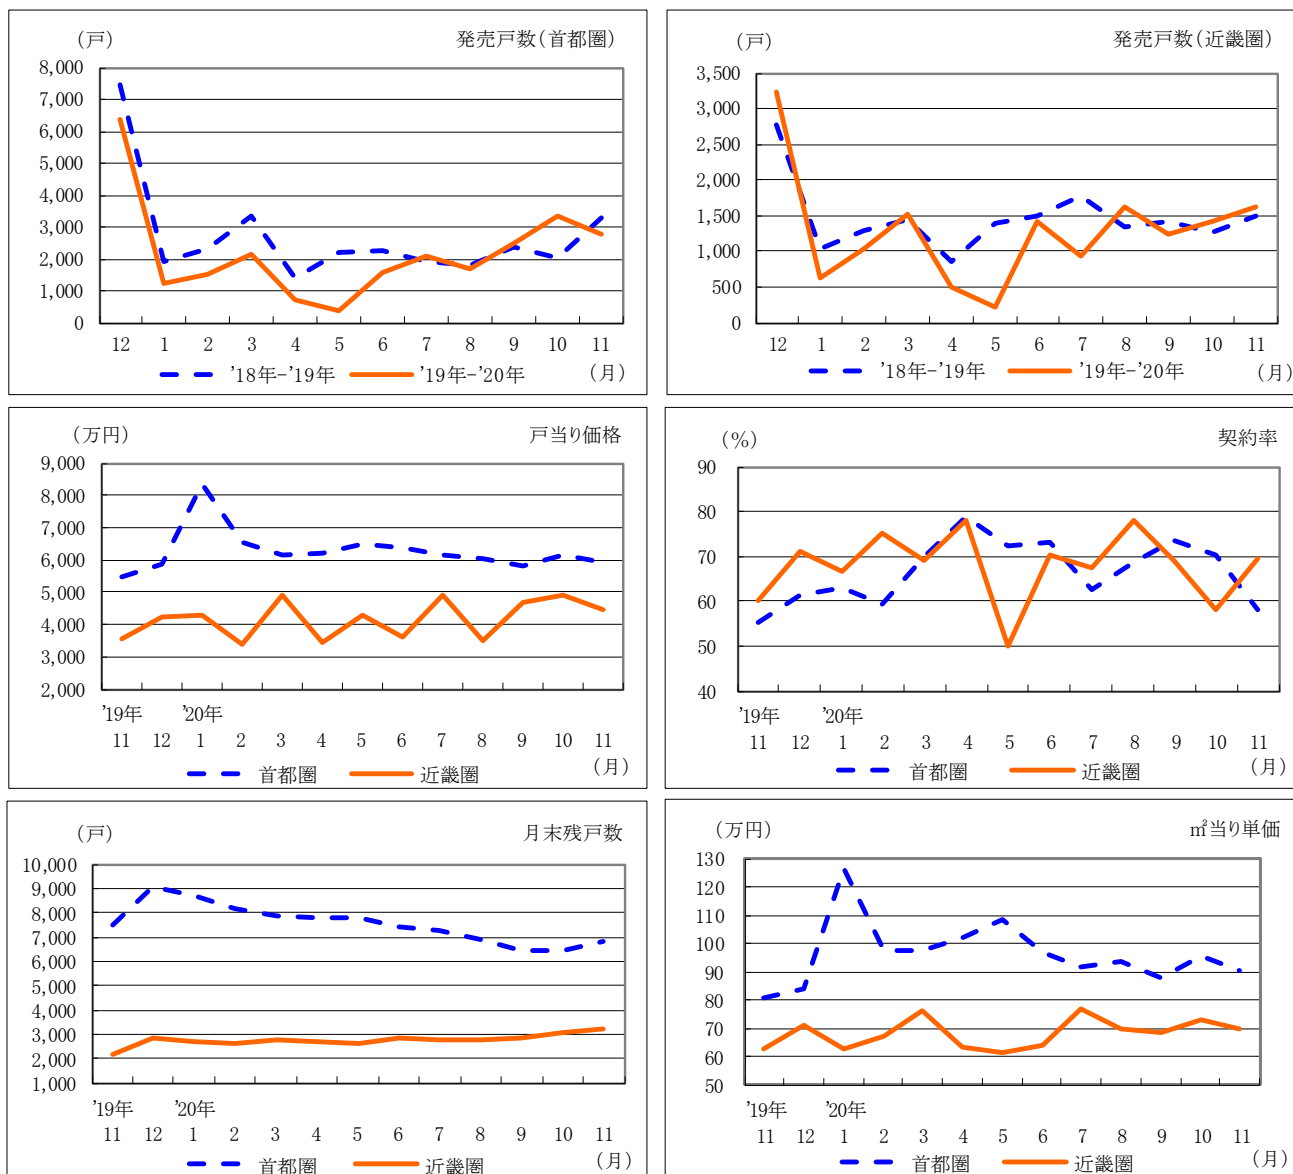 (戸) 発売戸数(首都圏)
8,000
7,000
6,000
5,000
4,000
3,000
2,000
1,000
0
12 1 2 3 4 5 6 7 8 9 10 11
'18年-'19年 '19年-'20年 (月)
(戸) 発売戸数(近畿圏)
3,500
3,000
2,500
2,000
1,500
1,000
500
0
12 1 2 3 4 5 6 7 8 9 10 11
'18年-'19年 '19年-'20年 (月)
(万円) 戸当り価格
9,000
8,000
7,000
6,000
5,000
4,000
3,000
2,000
'19年 '20年
11 12 1 2 3 4 5 6 7 8 9 10 11
首都圏 近畿圏 (月)
(%) 契約率
90
80
70
60
50
40
'19年 '20年
11 12 1 2 3 4 5 6 7 8 9 10 11
首都圏 近畿圏 (月)
(戸) 月末残戸数
10,000
9,000
8,000
7,000
6,000
5,000
4,000
3,000
2,000
1,000
'19年 '20年
11 12 1 2 3 4 5 6 7 8 9 10 11
首都圏 近畿圏 (月)
(万円) ㎡当り単価
130
120
110
100
90
80
70
60
50
'19年 '20年
11 12 1 2 3 4 5 6 7 8 9 10 11
首都圏 近畿圏 (月)